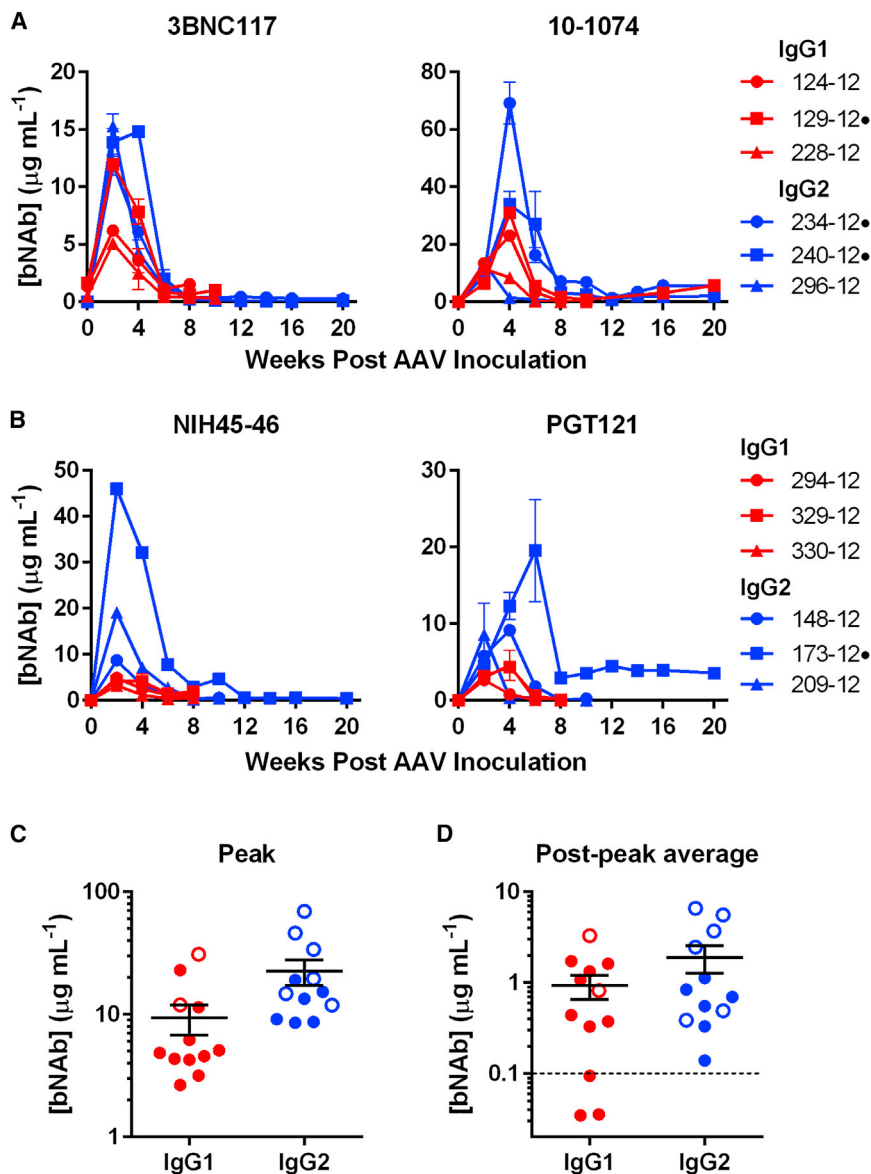 A
3BNC117
10-1074
[bNAb] (μg mL⁻¹)
20
15
10
5
0
0 4 8 12 16 20
80
60
40
20
0
0 4 8 12 16 20
Weeks Post AAV Inoculation
IgG1
124-12
129-12•
228-12
IgG2
234-12•
240-12•
296-12
B
NIH45-46
PGT121
[bNAb] (μg mL⁻¹)
50
40
30
20
10
0
0 4 8 12 16 20
30
20
10
0
0 4 8 12 16 20
Weeks Post AAV Inoculation
IgG1
294-12
329-12
330-12
IgG2
148-12
173-12•
209-12
C
Peak
[bNAb] (μg mL⁻¹)
100
10
1
IgG1 IgG2
D
Post-peak average
[bNAb] (μg mL⁻¹)
10
1
0.1
IgG1 IgG2